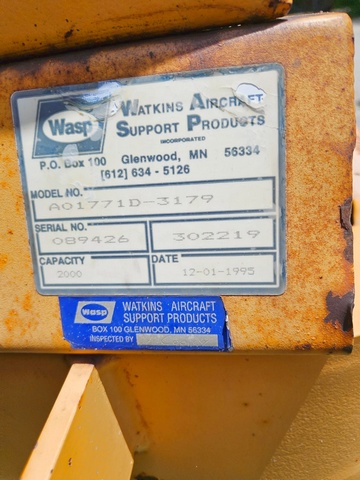 Wasp
WATKINS AIRCRAFT
SUPPORT PRODUCTS
INCORPORATED
P.O. Box 100 Glenwood, MN 56334
[612] 634 - 5126
MODEL NO.
A01771D-3179
SERIAL NO.
089426 302219
CAPACITY DATE
2000 12-01-1995
Wasp WATKINS AIRCRAFT
SUPPORT PRODUCTS
BOX 100 GLENWOOD, MN 56334
INSPECTED BY